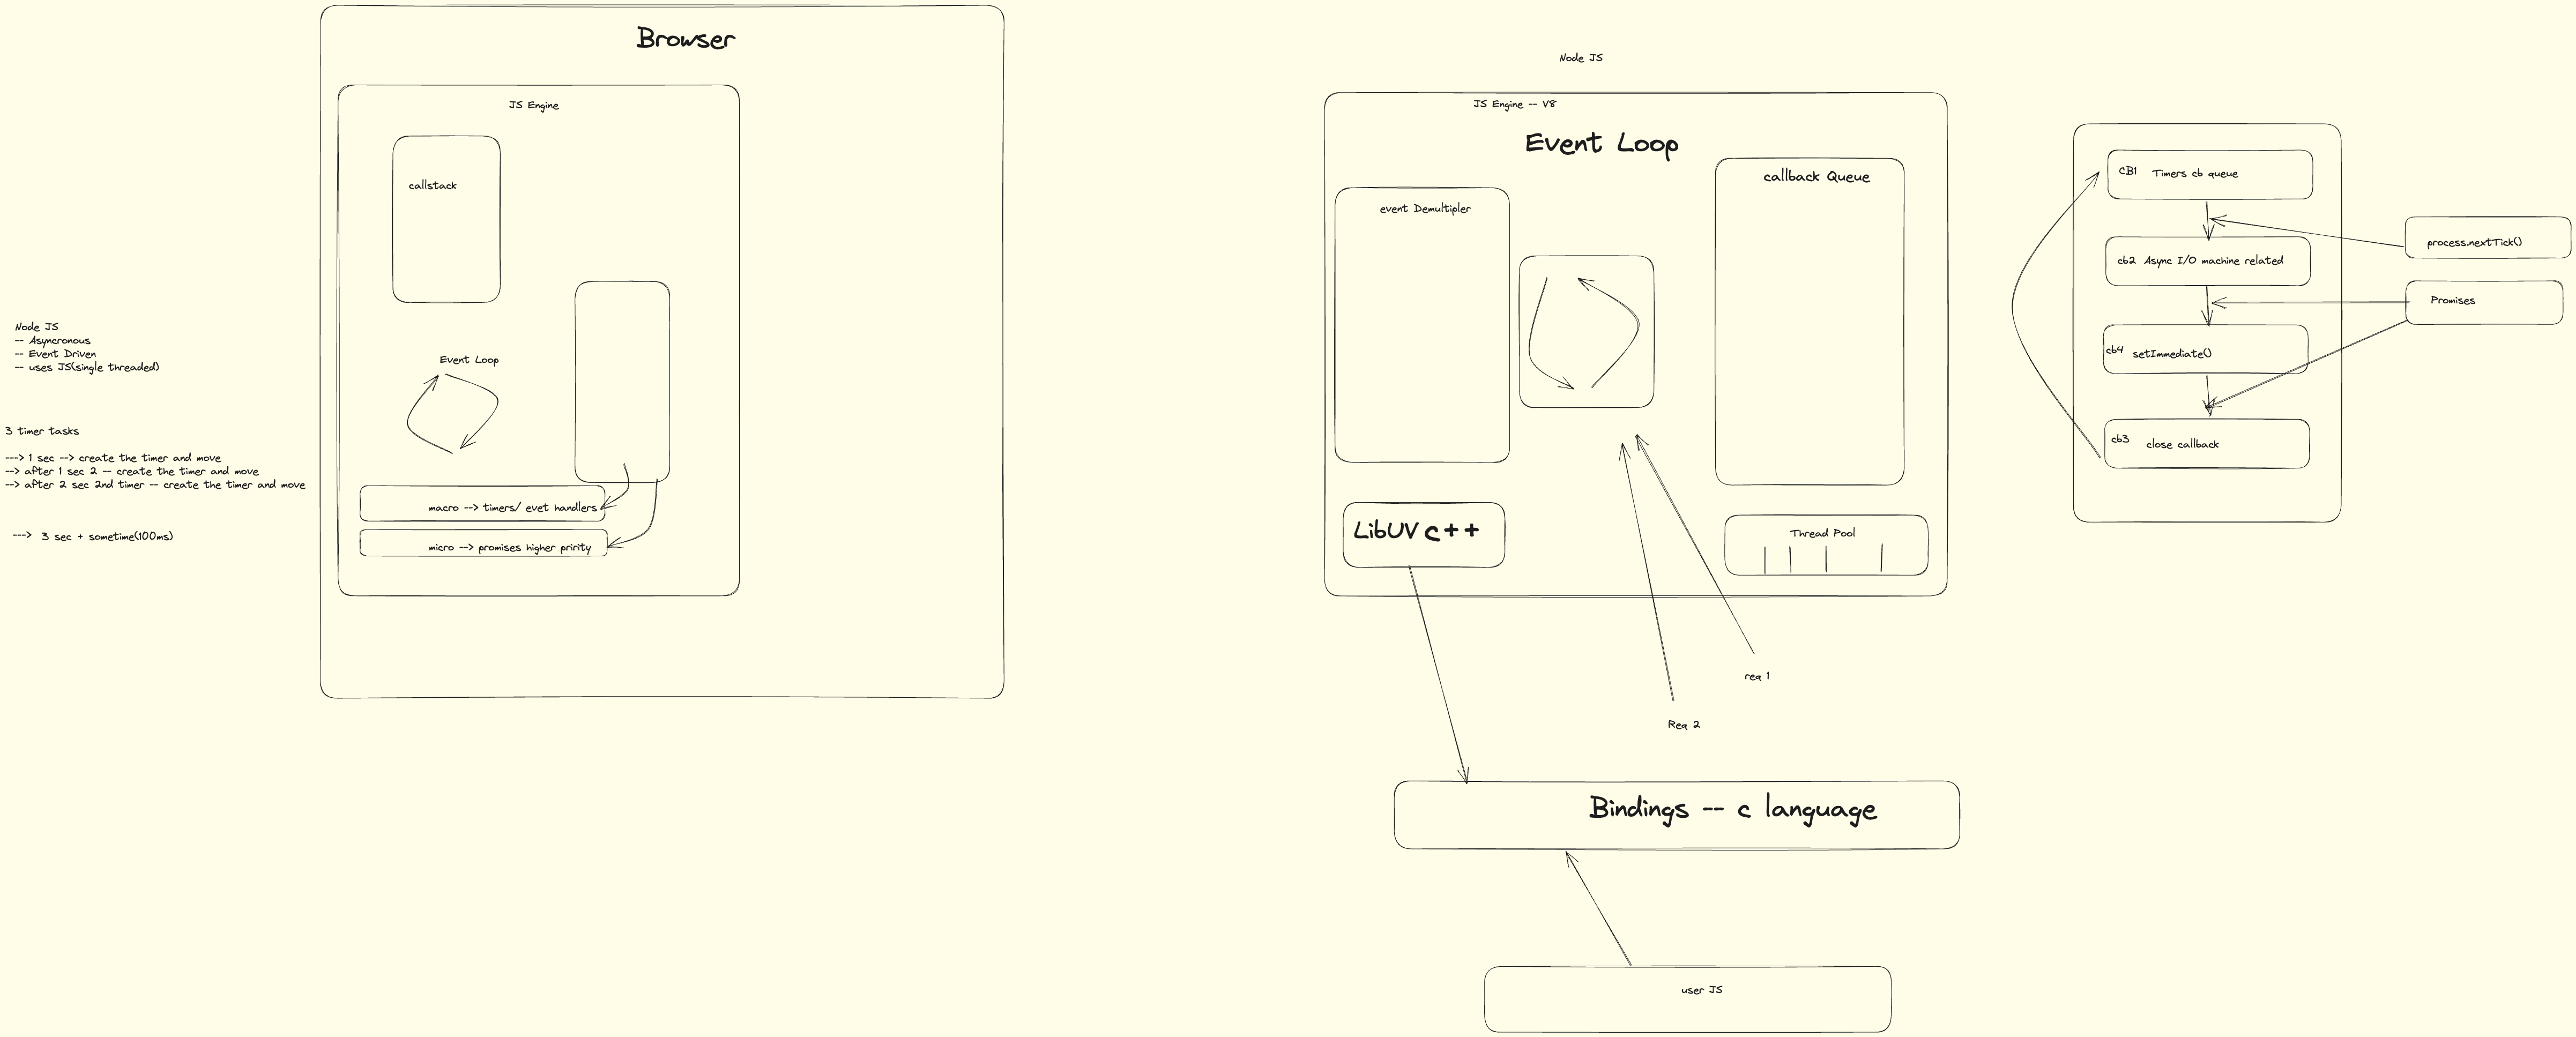 Node JS
-- Asyncronous
-- Event Driven
-- uses JS(single threaded)
3 timer tasks
---> 1 sec --> create the timer and move
--> after 1 sec 2 -- create the timer and move
--> after 2 sec 2nd timer -- create the timer and move
---> 3 sec + sometime(100ms)
Browser
JS Engine
callstack
Event Loop
macro --> timers/ evet handlers
micro --> promises higher pririty
Node JS
JS Engine -- V8
Event Loop
event Demultipler
callback Queue
LibUV c++
Thread Pool
req 1
Req 2
Bindings -- c language
user JS
CB1 Timers cb queue
cb2 Async I/O machine related
cb4 setImmediate()
cb3 close callback
process.nextTick()
Promises